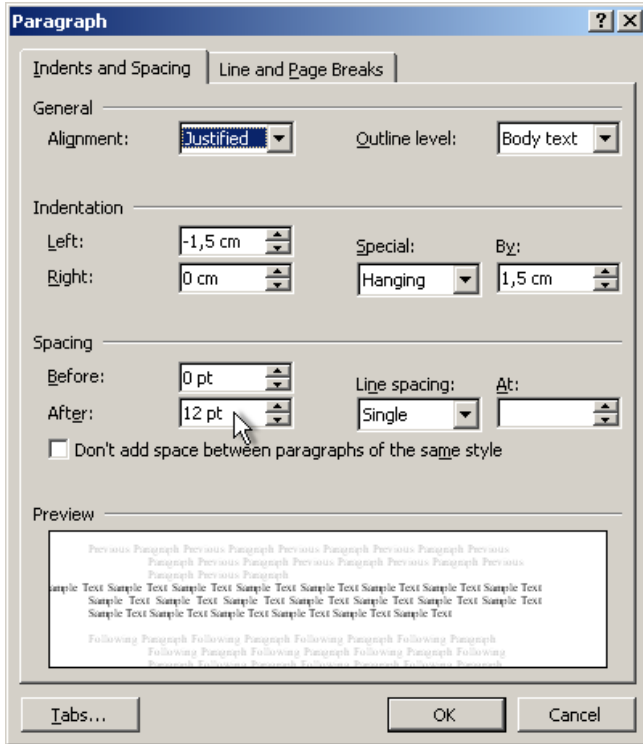 Paragraph
Indents and Spacing Line and Page Breaks
General
Alignment: Justified Outline level: Body text
Indentation
Left: -1,5 cm Special: By:
Right: 0 cm Hanging 1,5 cm
Spacing
Before: 0 pt Line spacing: At:
After: 12 pt Single
Don't add space between paragraphs of the same style
Preview
Previous Paragraph Previous Paragraph Previous Paragraph Previous Paragraph Previous
Paragraph Previous Paragraph Previous Paragraph Previous Paragraph Previous
Paragraph Previous Paragraph
ample Text Sample Text Sample Text Sample Text Sample Text Sample Text Sample Text
Sample Text Sample Text Sample Text Sample Text Sample Text Sample Text
Sample Text Sample Text Sample Text Sample Text Sample Text
Following Paragraph Following Paragraph Following Paragraph Following Paragraph
Following Paragraph Following Paragraph Following Paragraph Following
Paragraph Following Paragraph Following Paragraph Following Paragraph
Tabs... OK Cancel